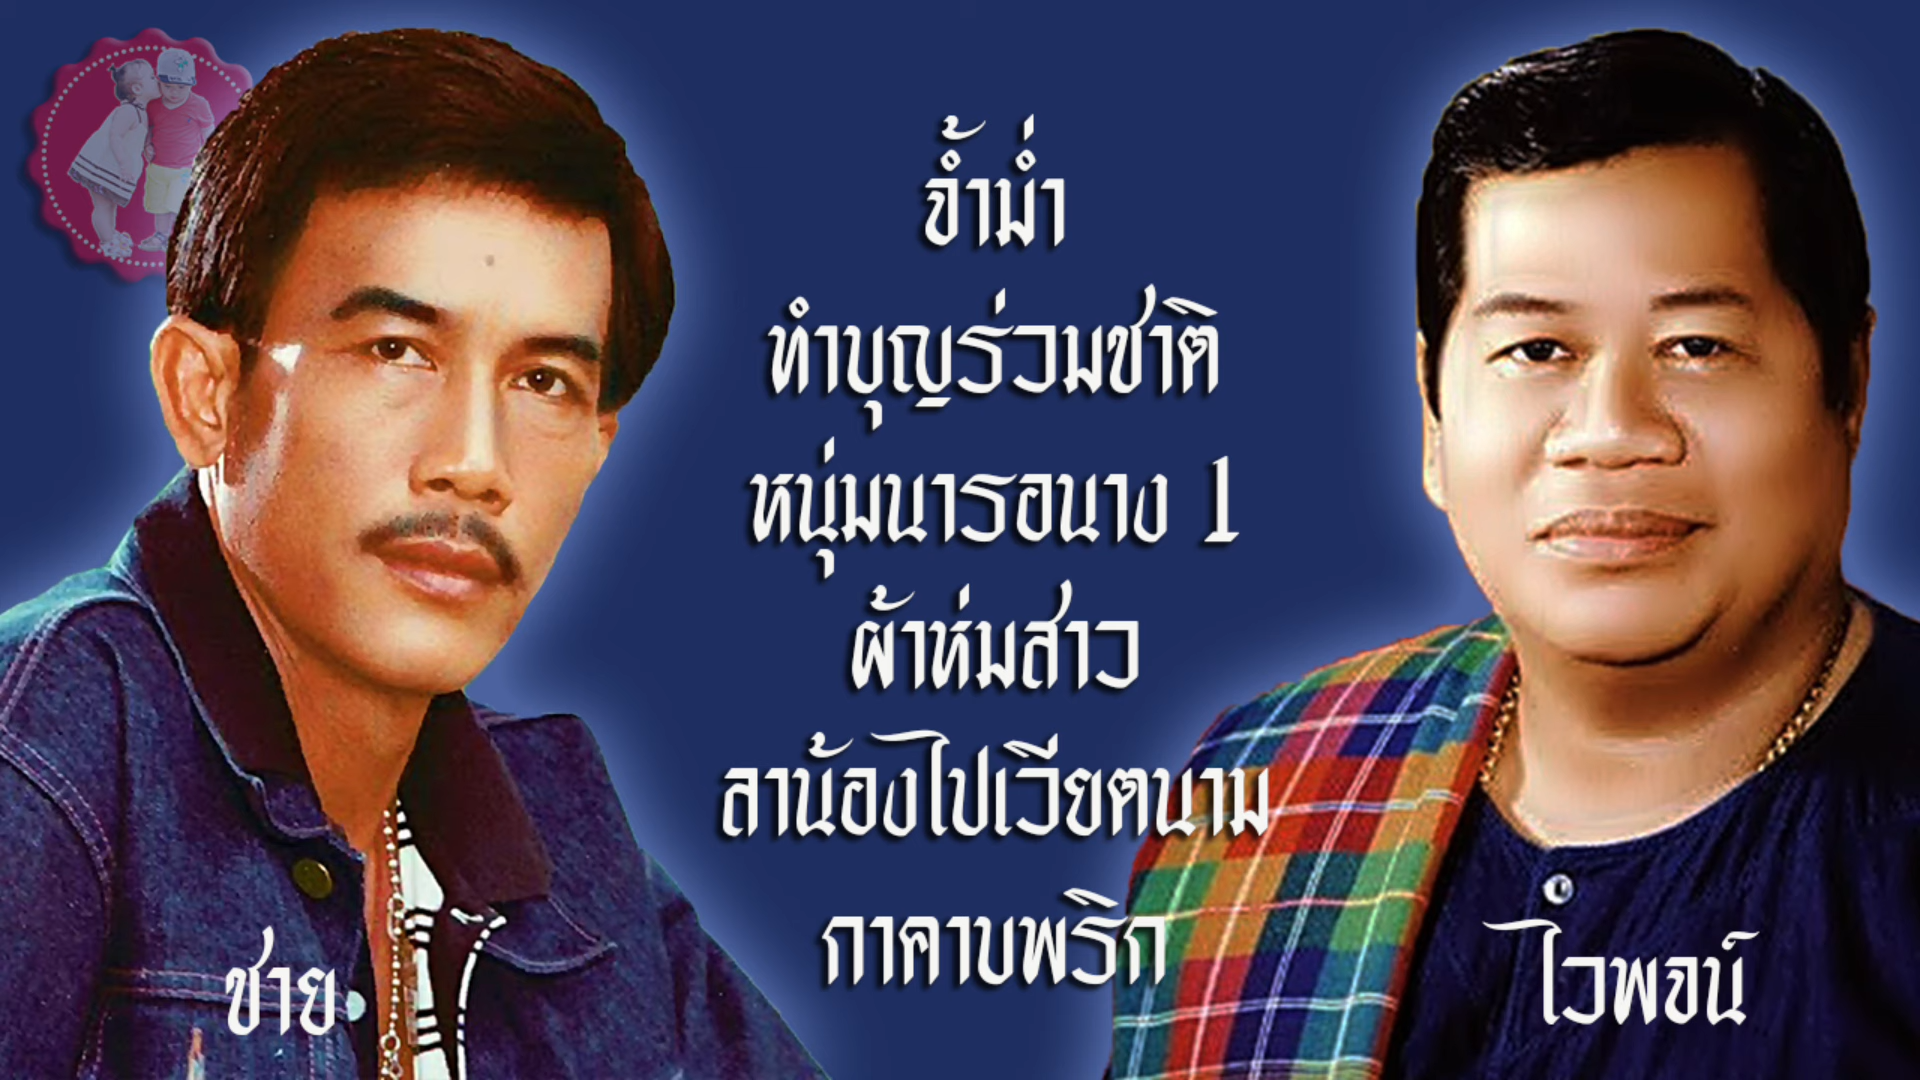 จ้ำม่ำ
ทำบุญร่วมชาติ
หนุ่มนารอนาง 1
ผ้าห่มสาว
ลาน้องไปเวียตนาม
กาคาบพริก
ชาย
ไวพจน์